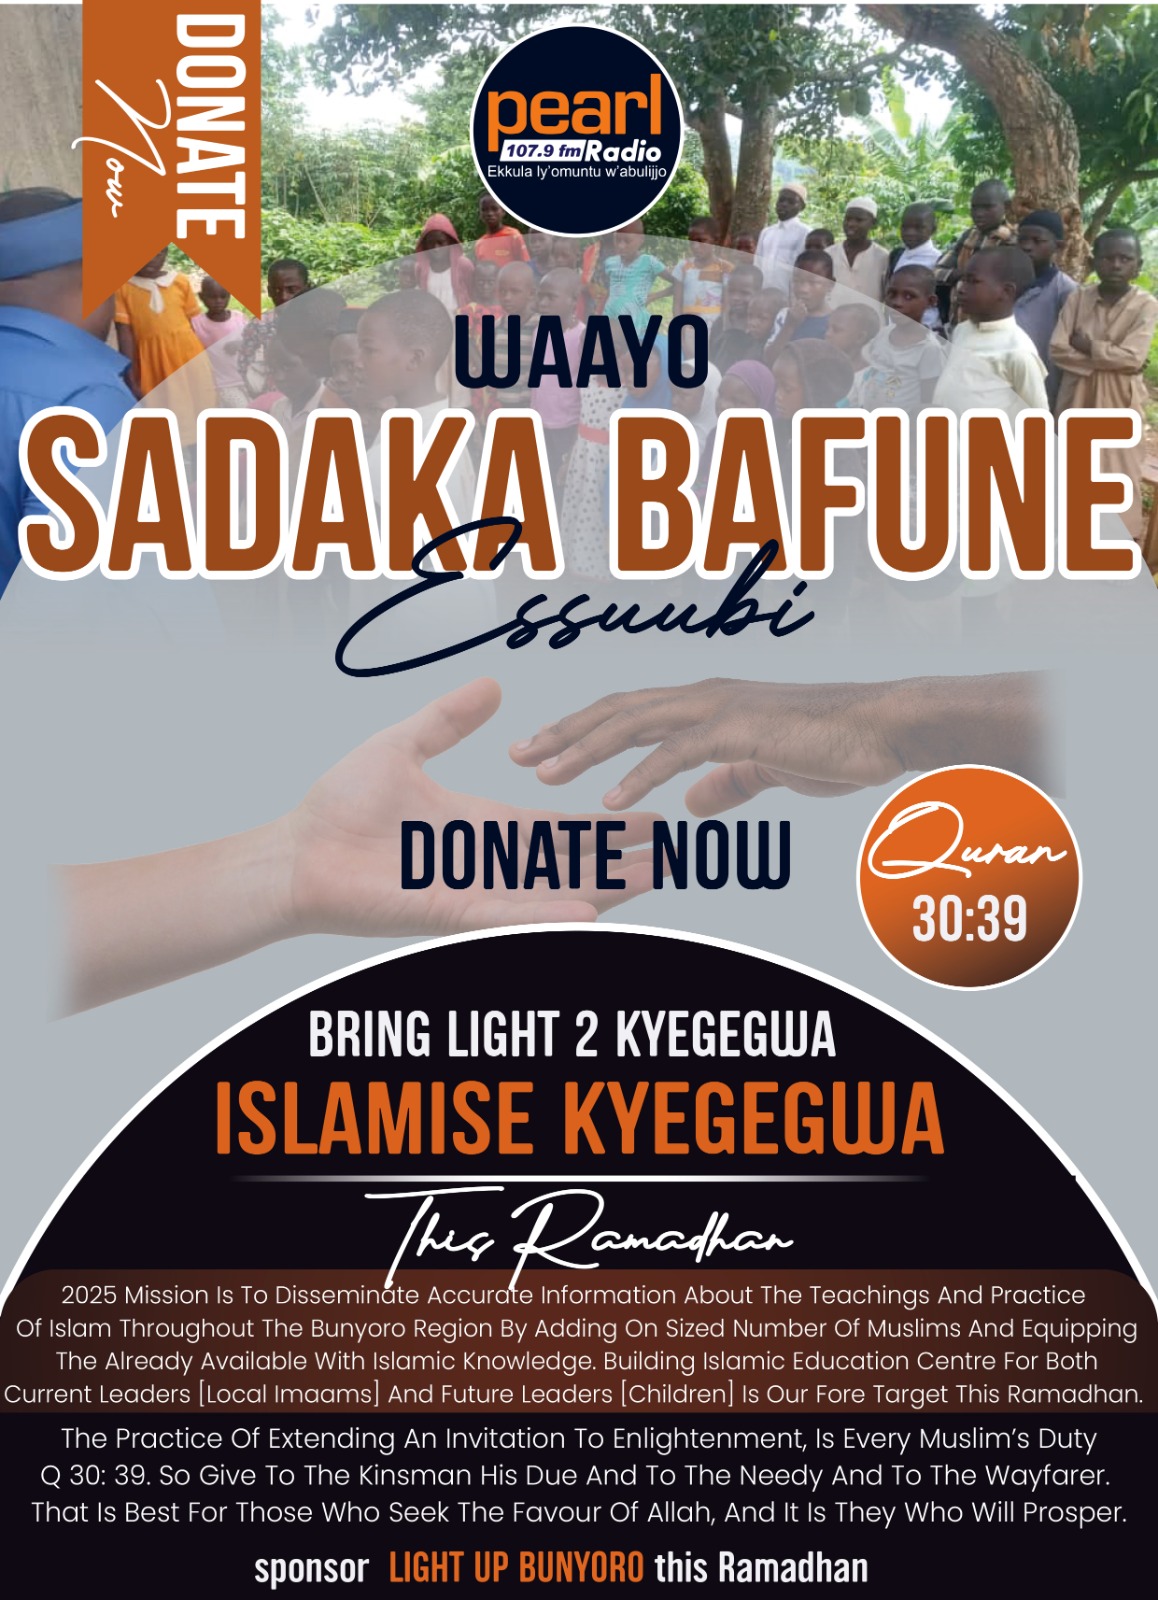 DONATE
Now
pearl
107.9 fm Radio
Ekkula ly'omuntu w'abulijjo
WAAYO
SADAKA BAFUNE
Essuubi
DONATE NOW
Quran
30:39
BRING LIGHT 2 KYEGEGWA
ISLAMISE KYEGEGWA
This Ramadhan
2025 Mission Is To Disseminate Accurate Information About The Teachings And Practice
Of Islam Throughout The Bunyoro Region By Adding On Sized Number Of Muslims And Equipping
The Already Available With Islamic Knowledge. Building Islamic Education Centre For Both
Current Leaders [Local Imaams] And Future Leaders [Children] Is Our Fore Target This Ramadhan.
The Practice Of Extending An Invitation To Enlightenment, Is Every Muslim's Duty
Q 30: 39. So Give To The Kinsman His Due And To The Needy And To The Wayfarer.
That Is Best For Those Who Seek The Favour Of Allah, And It Is They Who Will Prosper.
sponsor LIGHT UP BUNYORO this Ramadhan